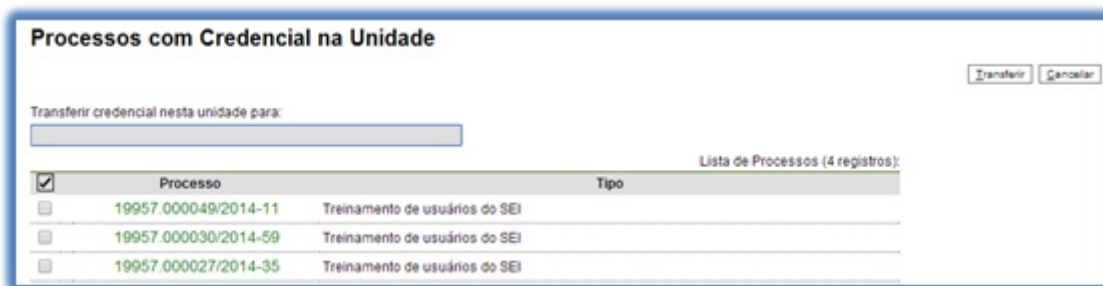 Processos com Credencial na Unidade
Transferir Cancelar
Transferir credencial nesta unidade para:
Lista de Processos (4 registros):
Processo Tipo
19957.000049/2014-11 Treinamento de usuários do SEI
19957.000030/2014-59 Treinamento de usuários do SEI
19957.000027/2014-35 Treinamento de usuários do SEI